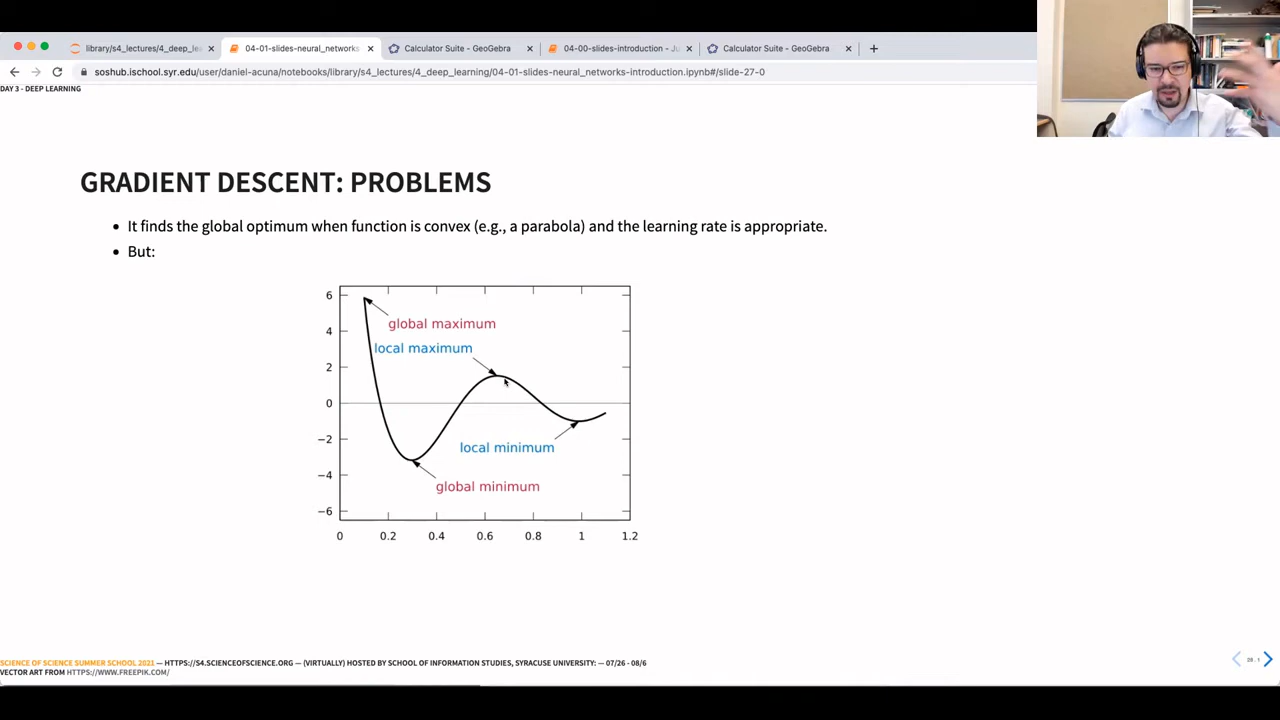 library/s4_lectures/4_deep_le
04-01-slides-neural_networks
Calculator Suite - GeoGebra
04-00-slides-introduction - Ju
Calculator Suite - GeoGebra
soshub.ischool.syr.edu/user/daniel-acuna/notebooks/library/s4_lectures/4_deep_learning/04-01-slides-neural_networks-introduction.ipynb#/slide-27-0
DAY 3 - DEEP LEARNING
GRADIENT DESCENT: PROBLEMS
• It finds the global optimum when function is convex (e.g., a parabola) and the learning rate is appropriate.
• But:
6
global maximum
4
local maximum
2
0
−2
local minimum
−4
global minimum
−6
0 0.2 0.4 0.6 0.8 1 1.2
SCIENCE OF SCIENCE SUMMER SCHOOL 2021 — HTTPS://S4.SCIENCEOFSCIENCE.ORG — (VIRTUALLY) HOSTED BY SCHOOL OF INFORMATION STUDIES, SYRACUSE UNIVERSITY: — 07/26 - 08/6
VECTOR ART FROM HTTPS://WWW.FREEPIK.COM/